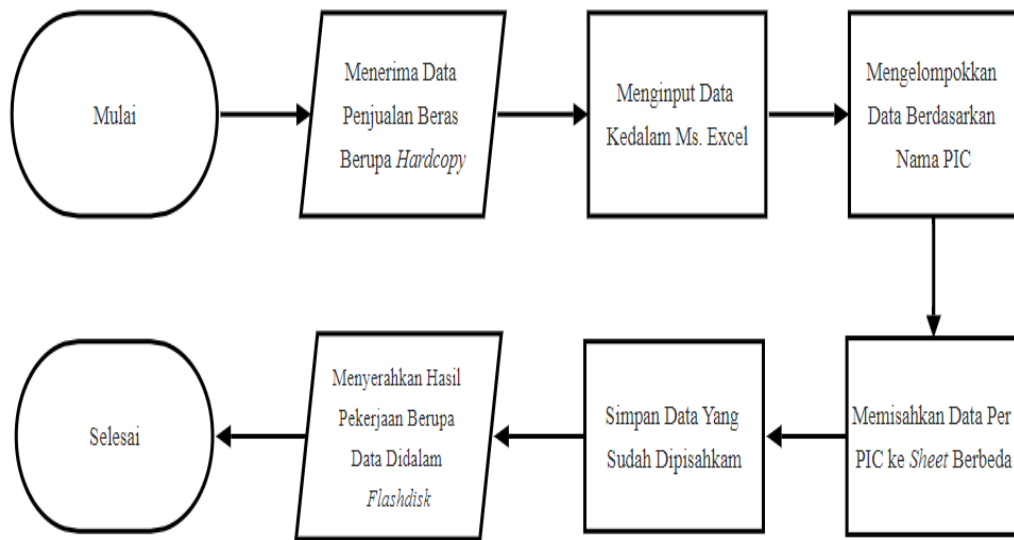 Mulai
Menerima Data
Penjualan Beras
Berupa Hardcopy
Menginput Data
Kedalam Ms. Excel
Mengelompokkan
Data Berdasarkan
Nama PIC
Memisahkan Data Per
PIC ke Sheet Berbeda
Simpan Data Yang
Sudah Dipisahkam
Menyerahkan Hasil
Pekerjaan Berupa
Data Didalam
Flashdisk
Selesai